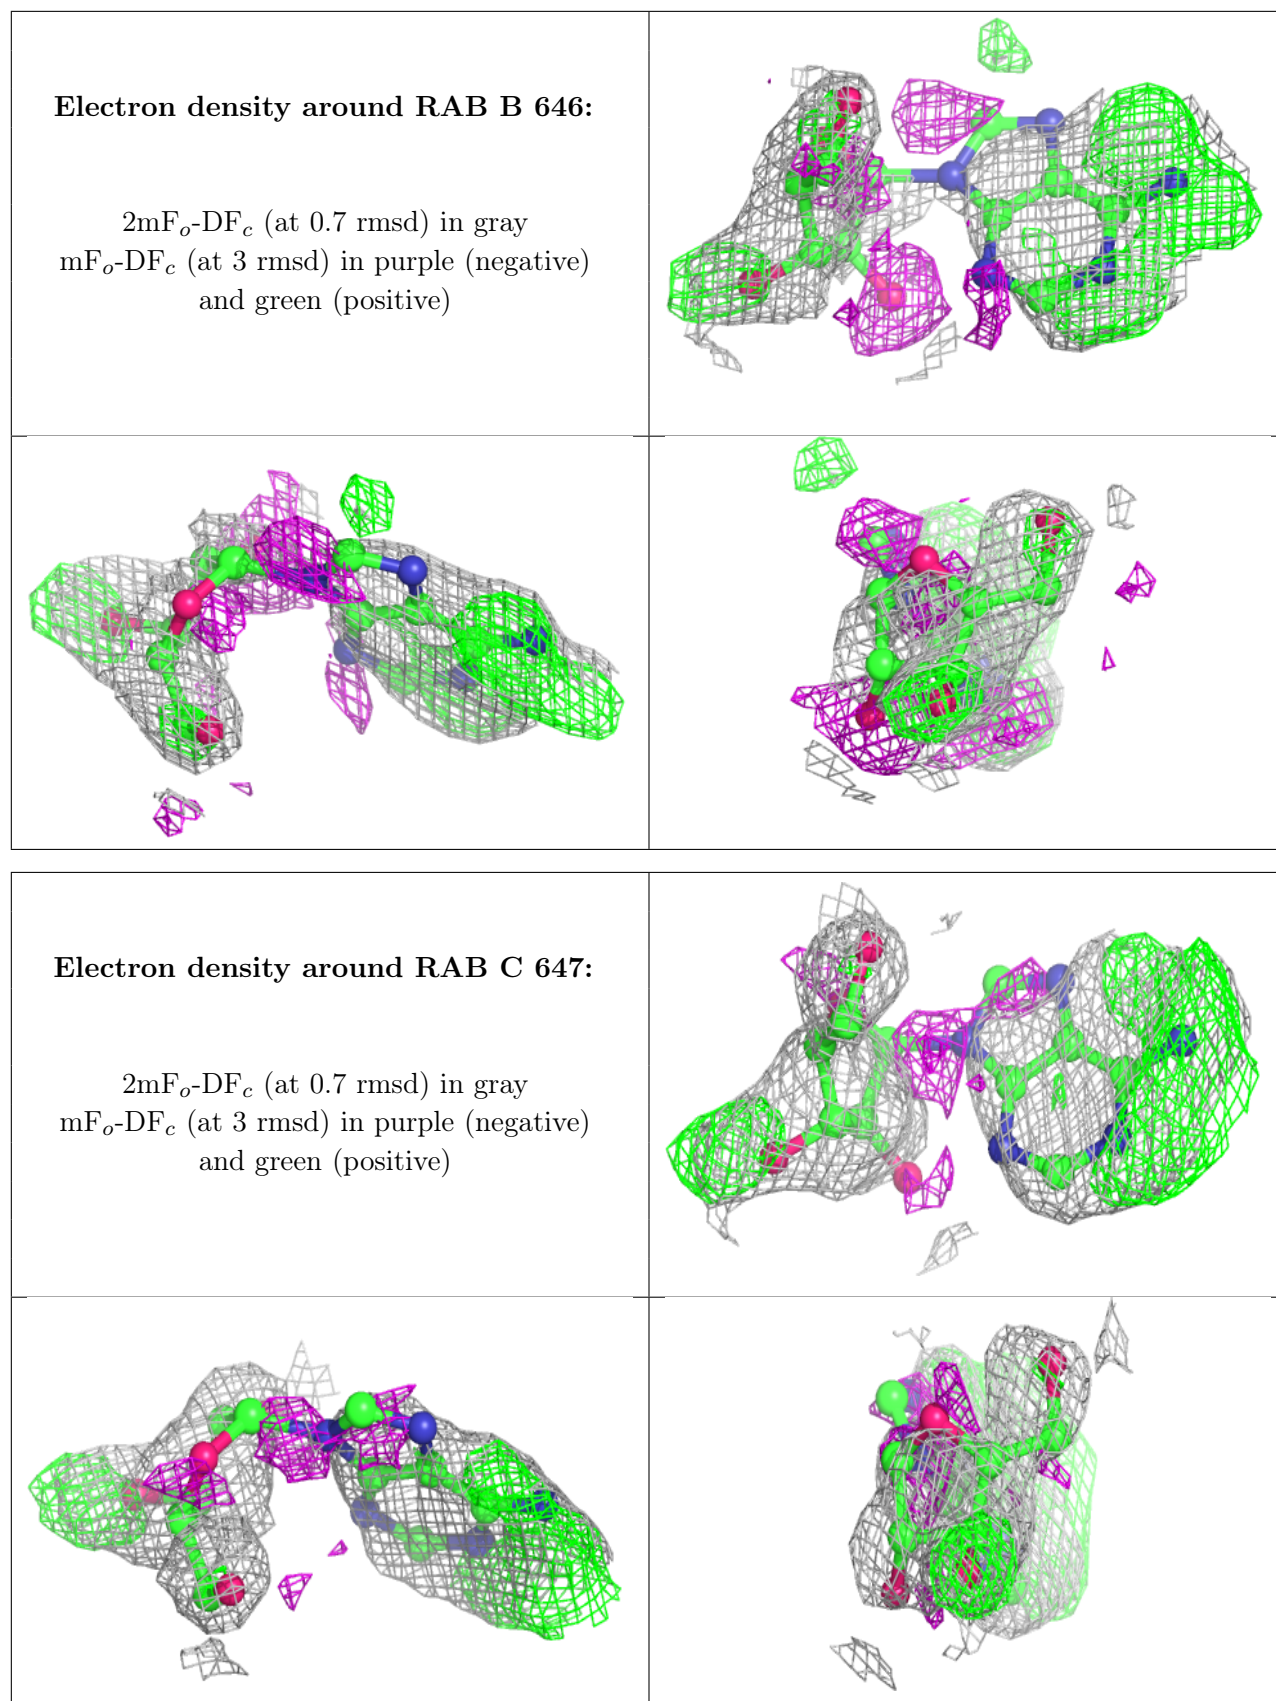 Electron density around RAB B 646:
2mFo-DFc (at 0.7 rmsd) in gray
mFo-DFc (at 3 rmsd) in purple (negative)
and green (positive)
Electron density around RAB C 647:
2mFo-DFc (at 0.7 rmsd) in gray
mFo-DFc (at 3 rmsd) in purple (negative)
and green (positive)